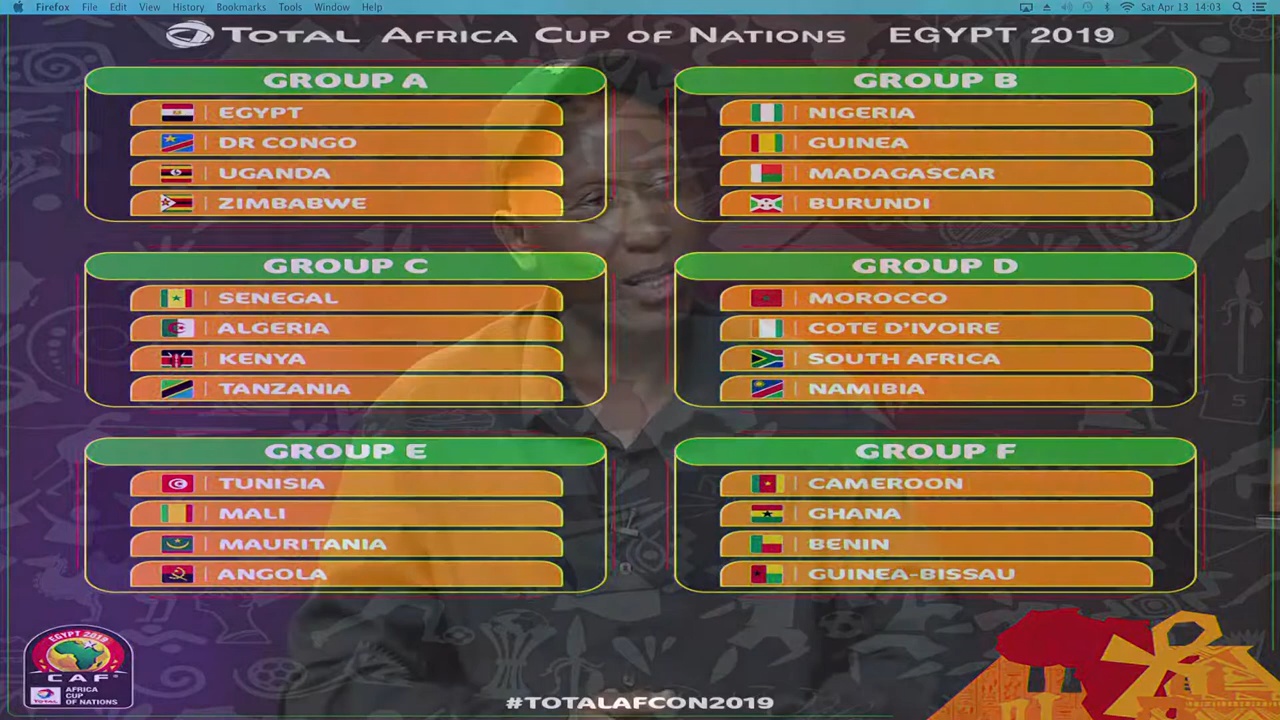 Firefox File Edit View History Bookmarks Tools Window Help Sat Apr 13 14:03
TOTAL AFRICA CUP OF NATIONS EGYPT 2019
GROUP A
EGYPT
DR CONGO
UGANDA
ZIMBABWE
GROUP B
NIGERIA
GUINEA
MADAGASCAR
BURUNDI
GROUP C
SENEGAL
ALGERIA
KENYA
TANZANIA
GROUP D
MOROCCO
COTE D'IVOIRE
SOUTH AFRICA
NAMIBIA
GROUP E
TUNISIA
MALI
MAURITANIA
ANGOLA
GROUP F
CAMEROON
GHANA
BENIN
GUINEA-BISSAU
EGYPT 2019
CAF
TOTAL
AFRICA
CUP
OF NATIONS
#TOTALAFCON2019